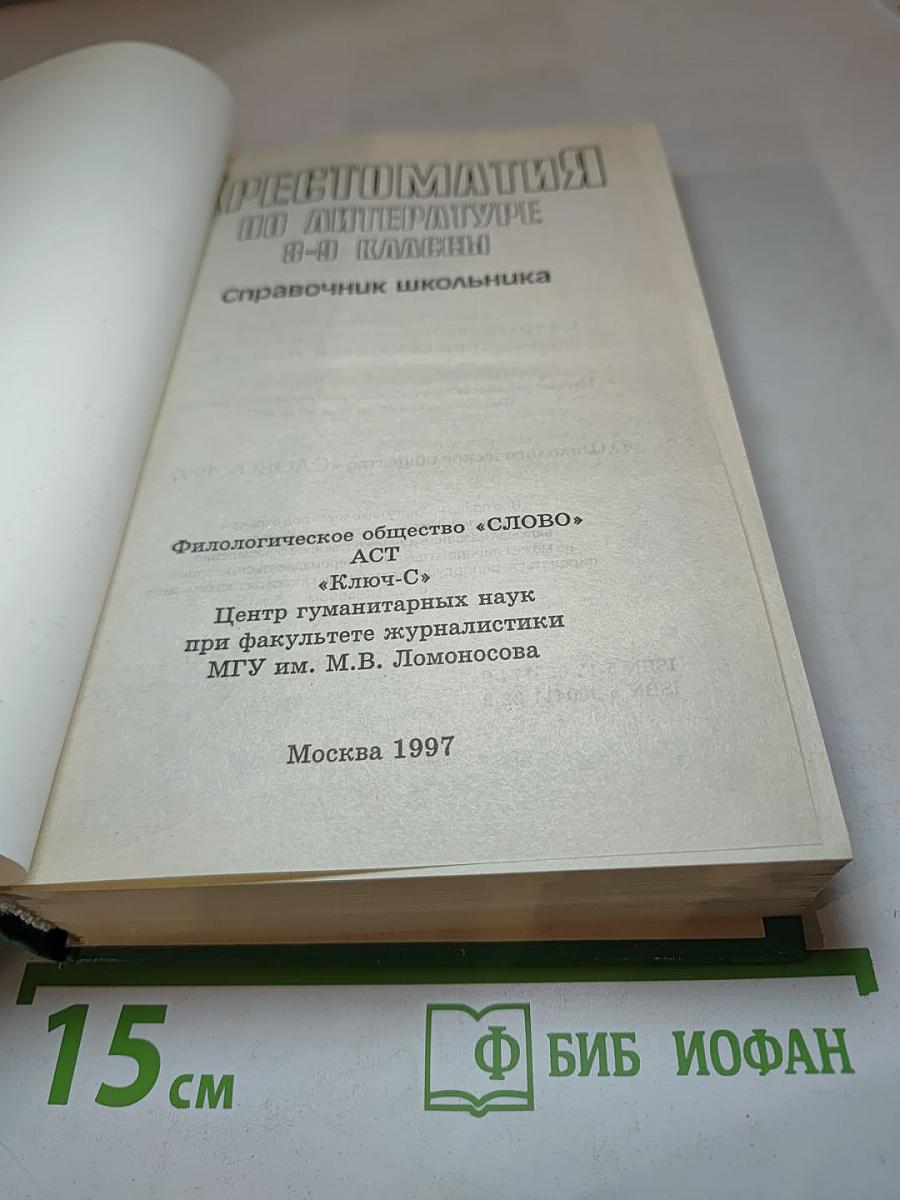 ХРЕСТОМАТИЯ
ПО ЛИТЕРАТУРЕ
8-9 КЛАССЫ
Справочник школьника
Филологическое общество «СЛОВО»
АСТ
«Ключ-С»
Центр гуманитарных наук
при факультете журналистики
МГУ им. М.В. Ломоносова
Москва 1997
15 см
Ф БИБ ИОФАН